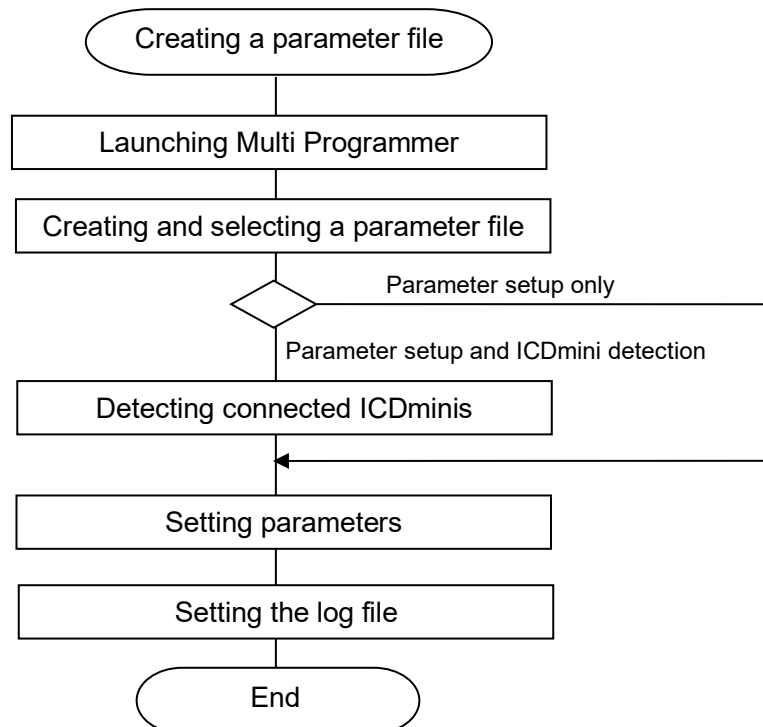 Creating a parameter file
Launching Multi Programmer
Creating and selecting a parameter file
Parameter setup only
Parameter setup and ICDmini detection
Detecting connected ICDminis
Setting parameters
Setting the log file
End